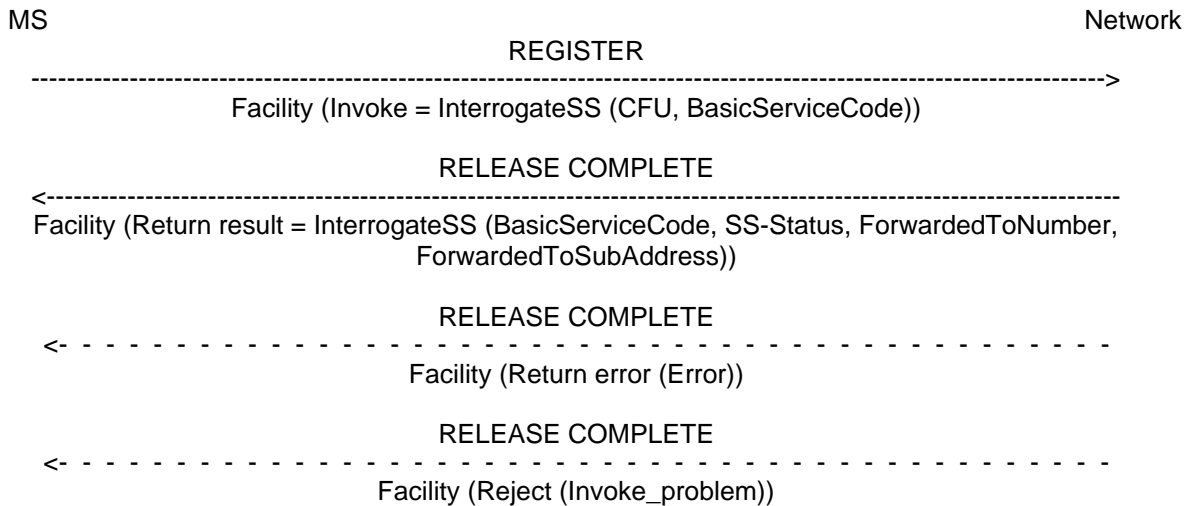 MS Network
REGISTER
------------------------------------------------------------------------------------------------------------------------>
Facility (Invoke = InterrogateSS (CFU, BasicServiceCode))
RELEASE COMPLETE
<------------------------------------------------------------------------------------------------------------------------
Facility (Return result = InterrogateSS (BasicServiceCode, SS-Status, ForwardedToNumber,
ForwardedToSubAddress))
RELEASE COMPLETE
<- - - - - - - - - - - - - - - - - - - - - - - - - - - - - - - - - - - - - - - - - - - - -
Facility (Return error (Error))
RELEASE COMPLETE
<- - - - - - - - - - - - - - - - - - - - - - - - - - - - - - - - - - - - - - - - - - - - -
Facility (Reject (Invoke_problem))